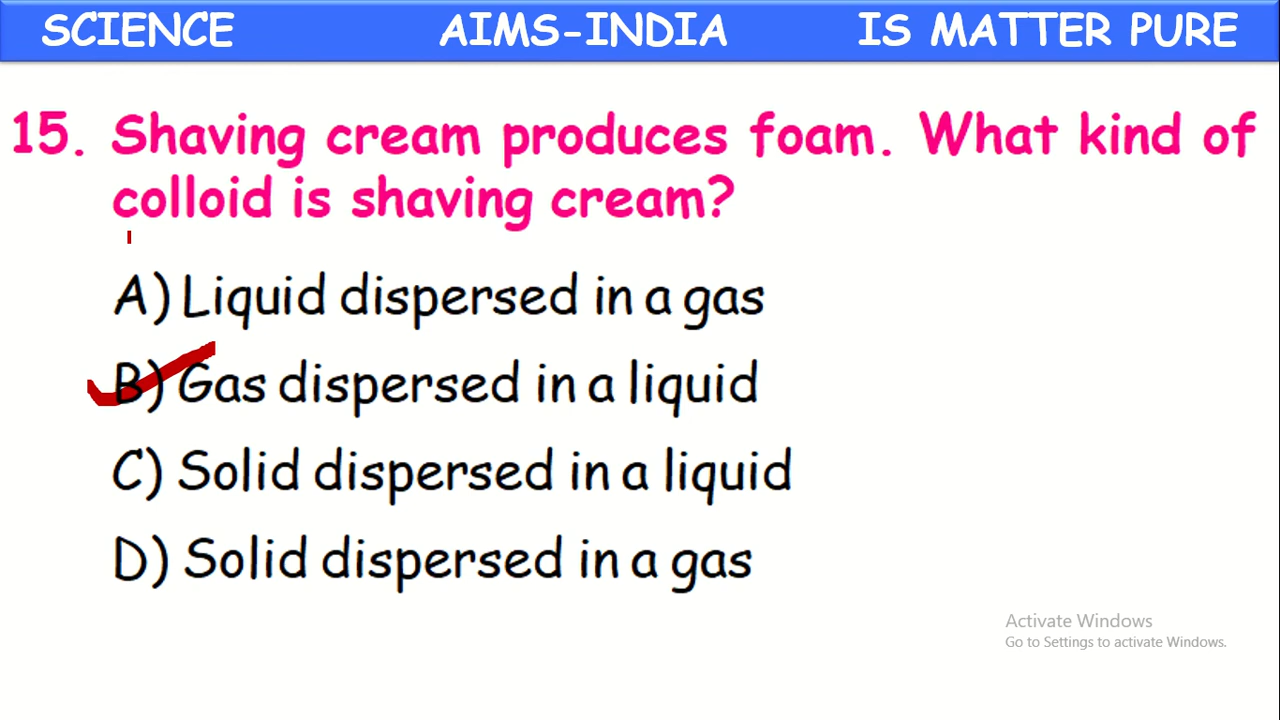 SCIENCE AIMS-INDIA IS MATTER PURE
15. Shaving cream produces foam. What kind of
colloid is shaving cream?
A) Liquid dispersed in a gas
B) Gas dispersed in a liquid
C) Solid dispersed in a liquid
D) Solid dispersed in a gas
Activate Windows
Go to Settings to activate Windows.